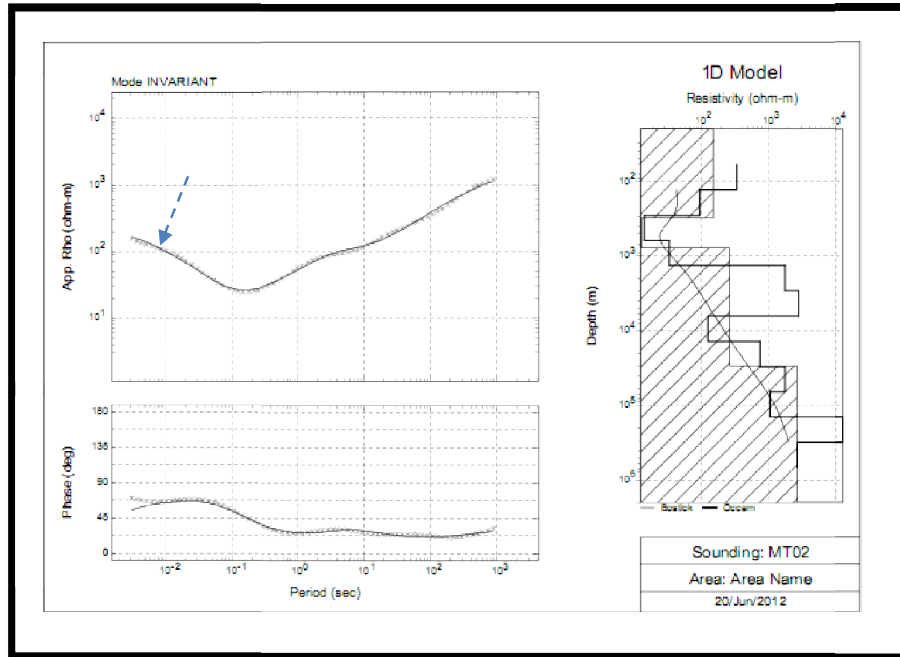 Mode INVARIANT
10⁴
10³
10²
10¹
App. Rho (ohm-m)
180
135
90
45
0
Phase (deg)
10⁻² 10⁻¹ 10⁰ 10¹ 10² 10³
Period (sec)
1D Model
Resistivity (ohm-m)
10² 10³ 10⁴
10²
10³
10⁴
10⁵
10⁶
Depth (m)
Bostick Occam
Sounding: MT02
Area: Area Name
20/Jun/2012